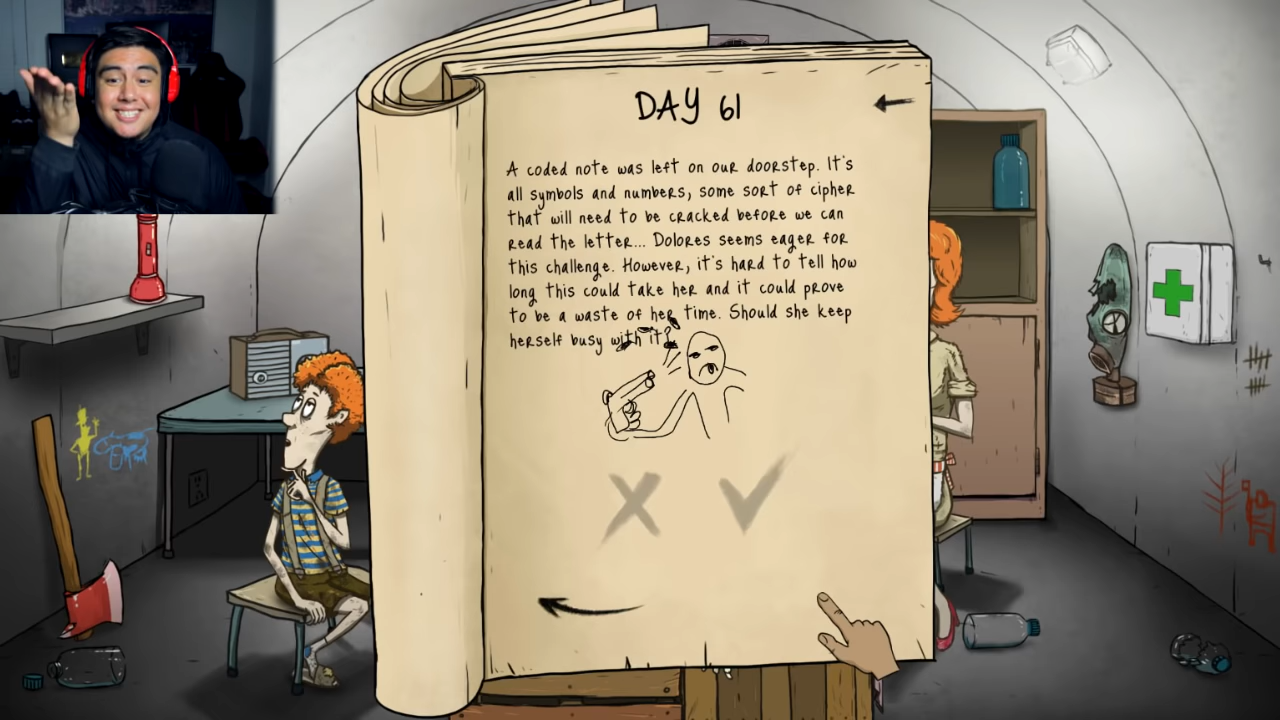 DAY 61
A coded note was left on our doorstep. It's
all symbols and numbers, some sort of cipher
that will need to be cracked before we can
read the letter... Dolores seems eager for
this challenge. However, it's hard to tell how
long this could take her and it could prove
to be a waste of her time. Should she keep
herself busy with it?